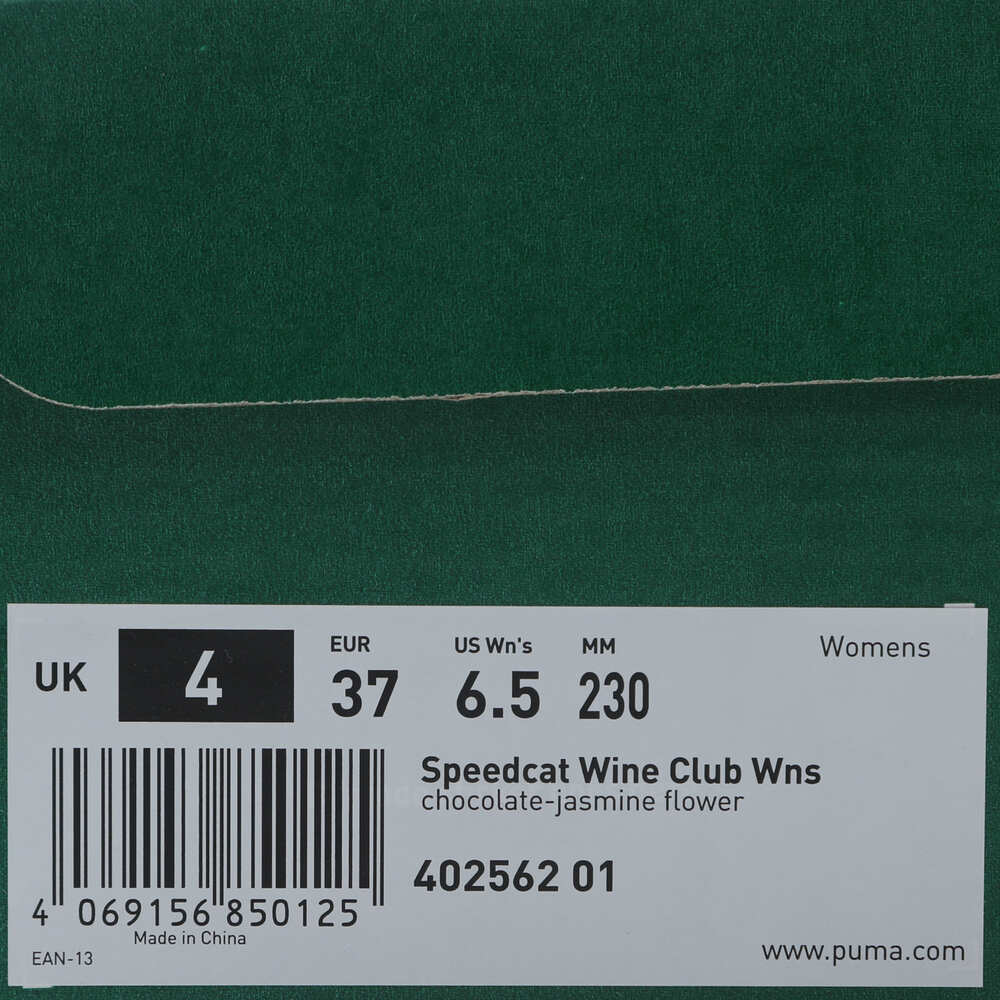 UK 4
EUR 37
US Wn's 6.5
MM 230
Womens
Speedcat Wine Club Wns
chocolate-jasmine flower
402562 01
4 069156 850125
Made in China
EAN-13
www.puma.com